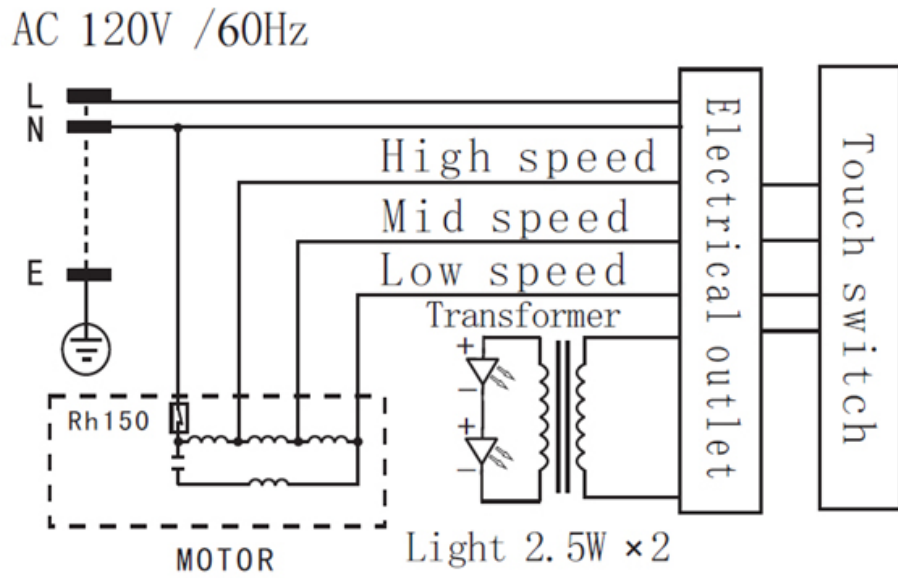 AC 120V /60Hz
L
N
High speed
Mid speed
Low speed
E
Transformer
+
-
+
-
Rh150
MOTOR
Light 2.5W ×2
Electrical outlet
Touch switch